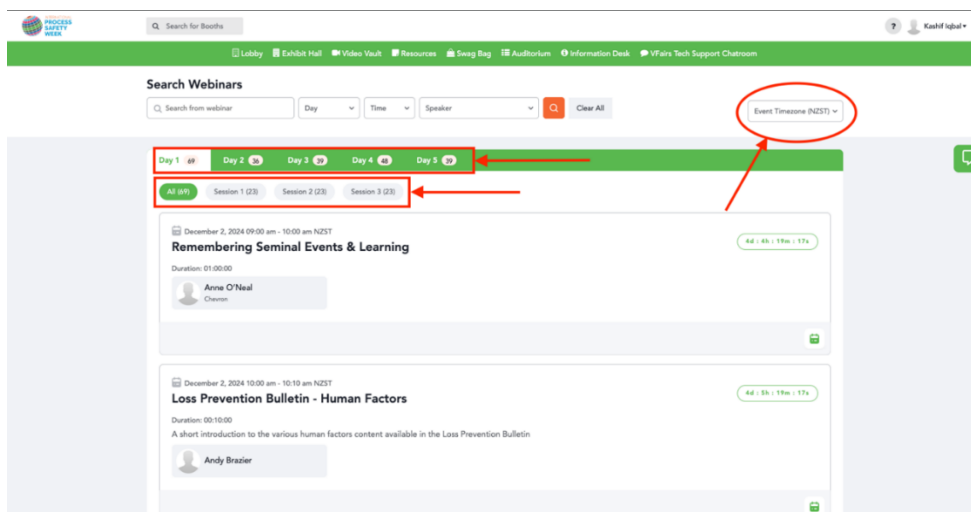 PROCESS
SAFETY
WEEK
Search for Booths
?
Kashif Iqbal
Lobby Exhibit Hall Video Vault Resources Swag Bag Auditorium Information Desk VFairs Tech Support Chatroom
Search Webinars
Search from webinar Day Time Speaker Clear All
Event Timezone (NZST)
Day 1 69 Day 2 36 Day 3 39 Day 4 48 Day 5 39
All (69) Session 1 (23) Session 2 (23) Session 3 (23)
December 2, 2024 09:00 am - 10:00 am NZST
4d : 4h : 19m : 17s
Remembering Seminal Events & Learning
Duration: 01:00:00
Anne O'Neal
Chevron
December 2, 2024 10:00 am - 10:10 am NZST
4d : 5h : 19m : 17s
Loss Prevention Bulletin - Human Factors
Duration: 00:10:00
A short introduction to the various human factors content available in the Loss Prevention Bulletin
Andy Brazier